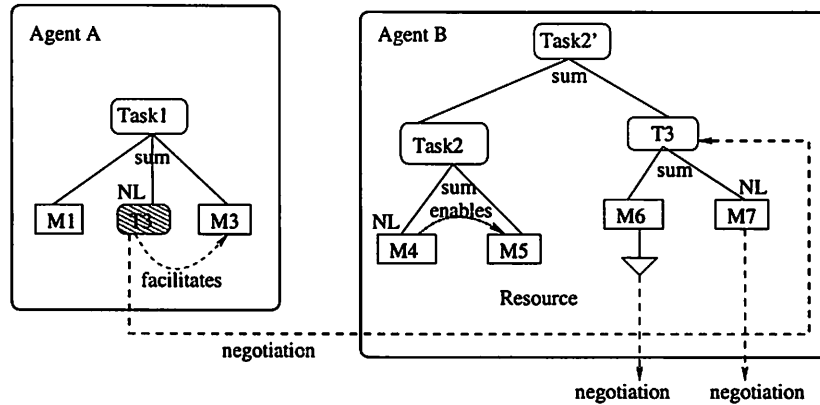 Agent A
Task1
sum
NL
M1
T3
M3
facilitates
negotiation
Agent B
Task2'
sum
Task2
T3
sum
enables
NL
M4
M5
sum
NL
M6
M7
Resource
negotiation
negotiation